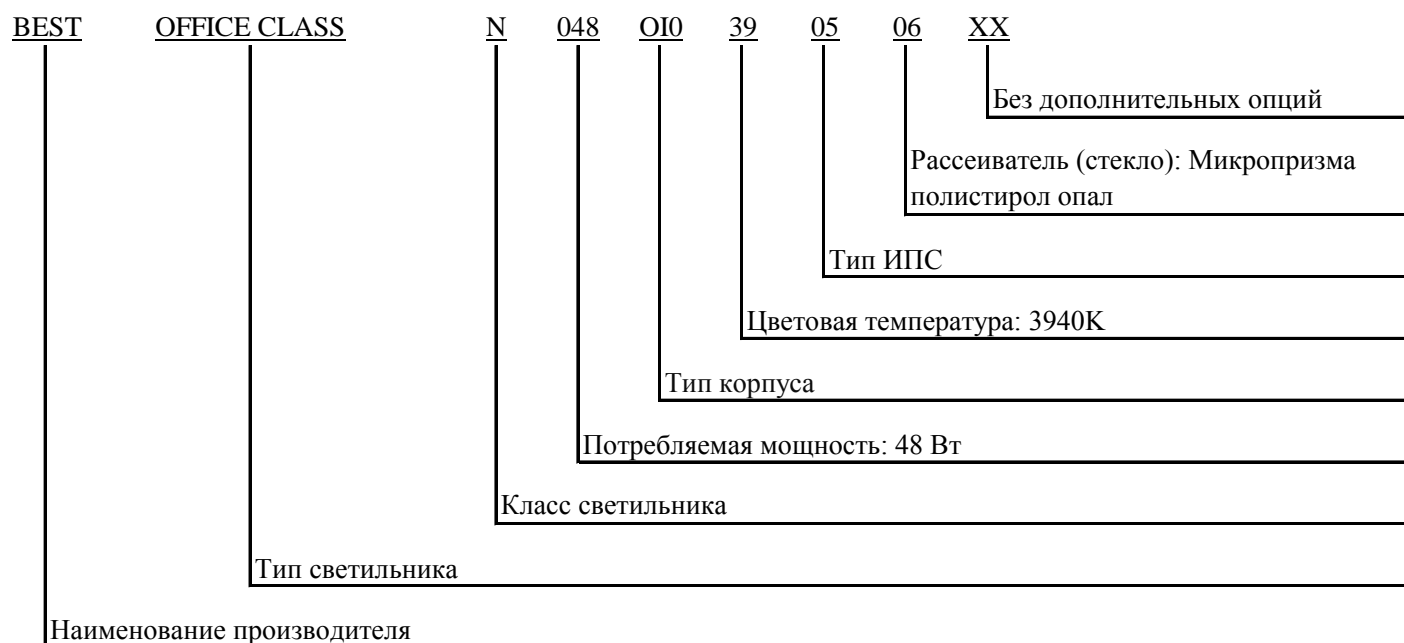 BEST OFFICE CLASS N 048 OI0 39 05 06 XX
Без дополнительных опций
Рассеиватель (стекло): Микропризма
полистирол опал
Тип ИПС
Цветовая температура: 3940K
Тип корпуса
Потребляемая мощность: 48 Вт
Класс светильника
Тип светильника
Наименование производителя